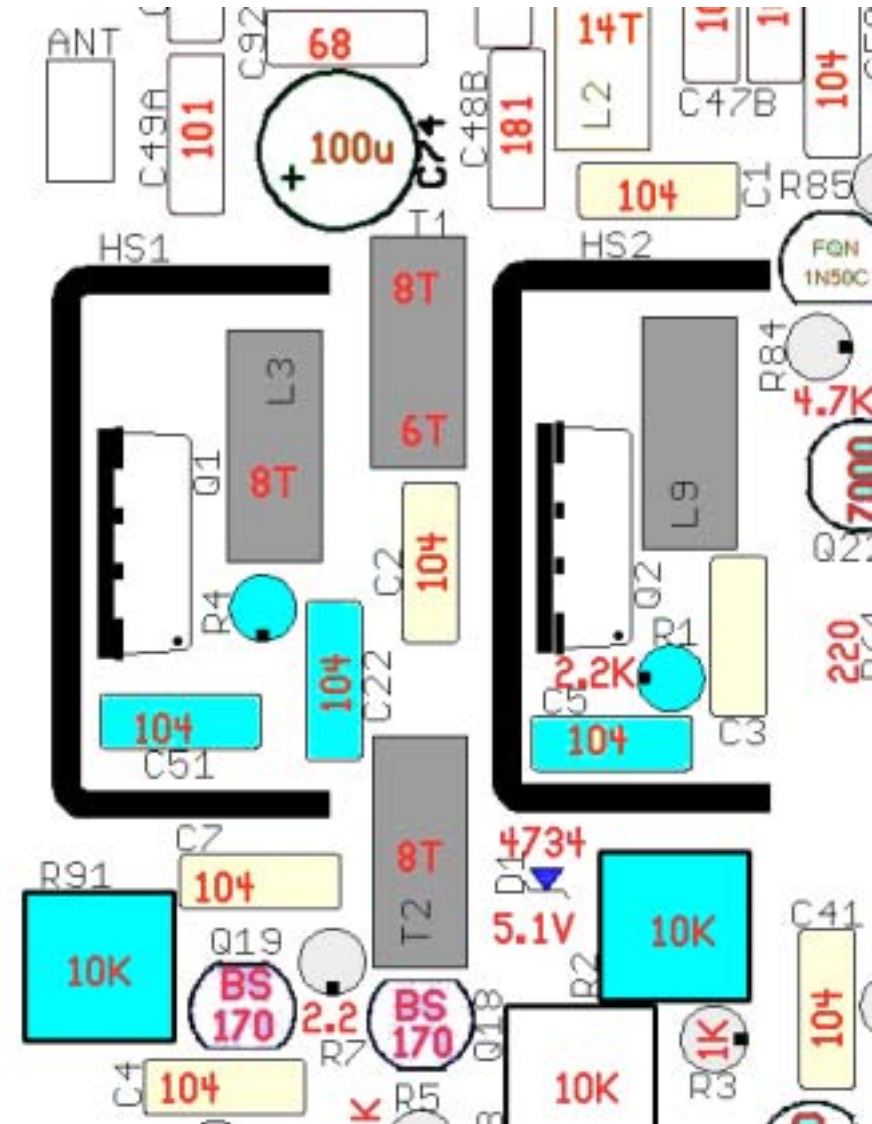 ANT
C49A
101
C92
68
100u
+
C74
C48B
181
14T
L2
C47B
104
104
C1
R85
T1
HS1
HS2
FQN
1N50C
8T
6T
L3
8T
Q1
R84
4.7K
7000
L9
C2
104
R4
104
C22
Q2
R1
2.2K
220
C5
104
C3
104
C51
C7
104
R91
10K
8T
T2
4734
D1
5.1V
10K
R2
C41
104
Q19
BS
170
2.2
R7
BS
170
Q18
1K
R3
C4
104
K
R5
10K